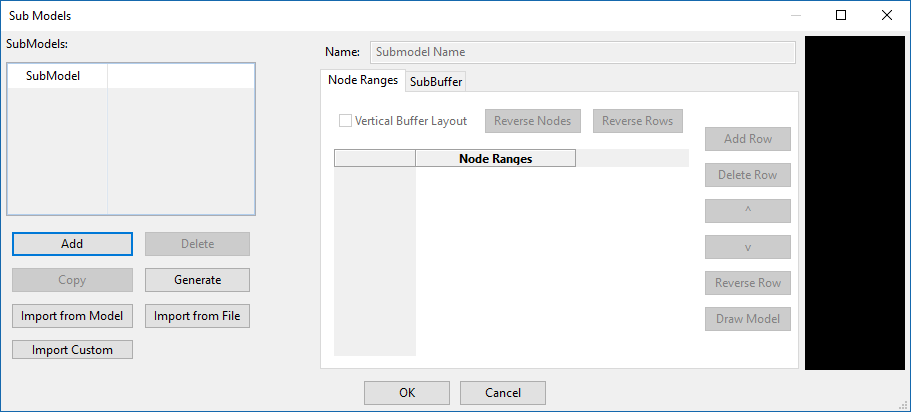 Sub Models
SubModels:
SubModel
Add
Delete
Copy
Generate
Import from Model
Import from File
Import Custom
Name:
Submodel Name
Node Ranges
SubBuffer
Vertical Buffer Layout
Reverse Nodes
Reverse Rows
Node Ranges
Add Row
Delete Row
^
v
Reverse Row
Draw Model
OK
Cancel